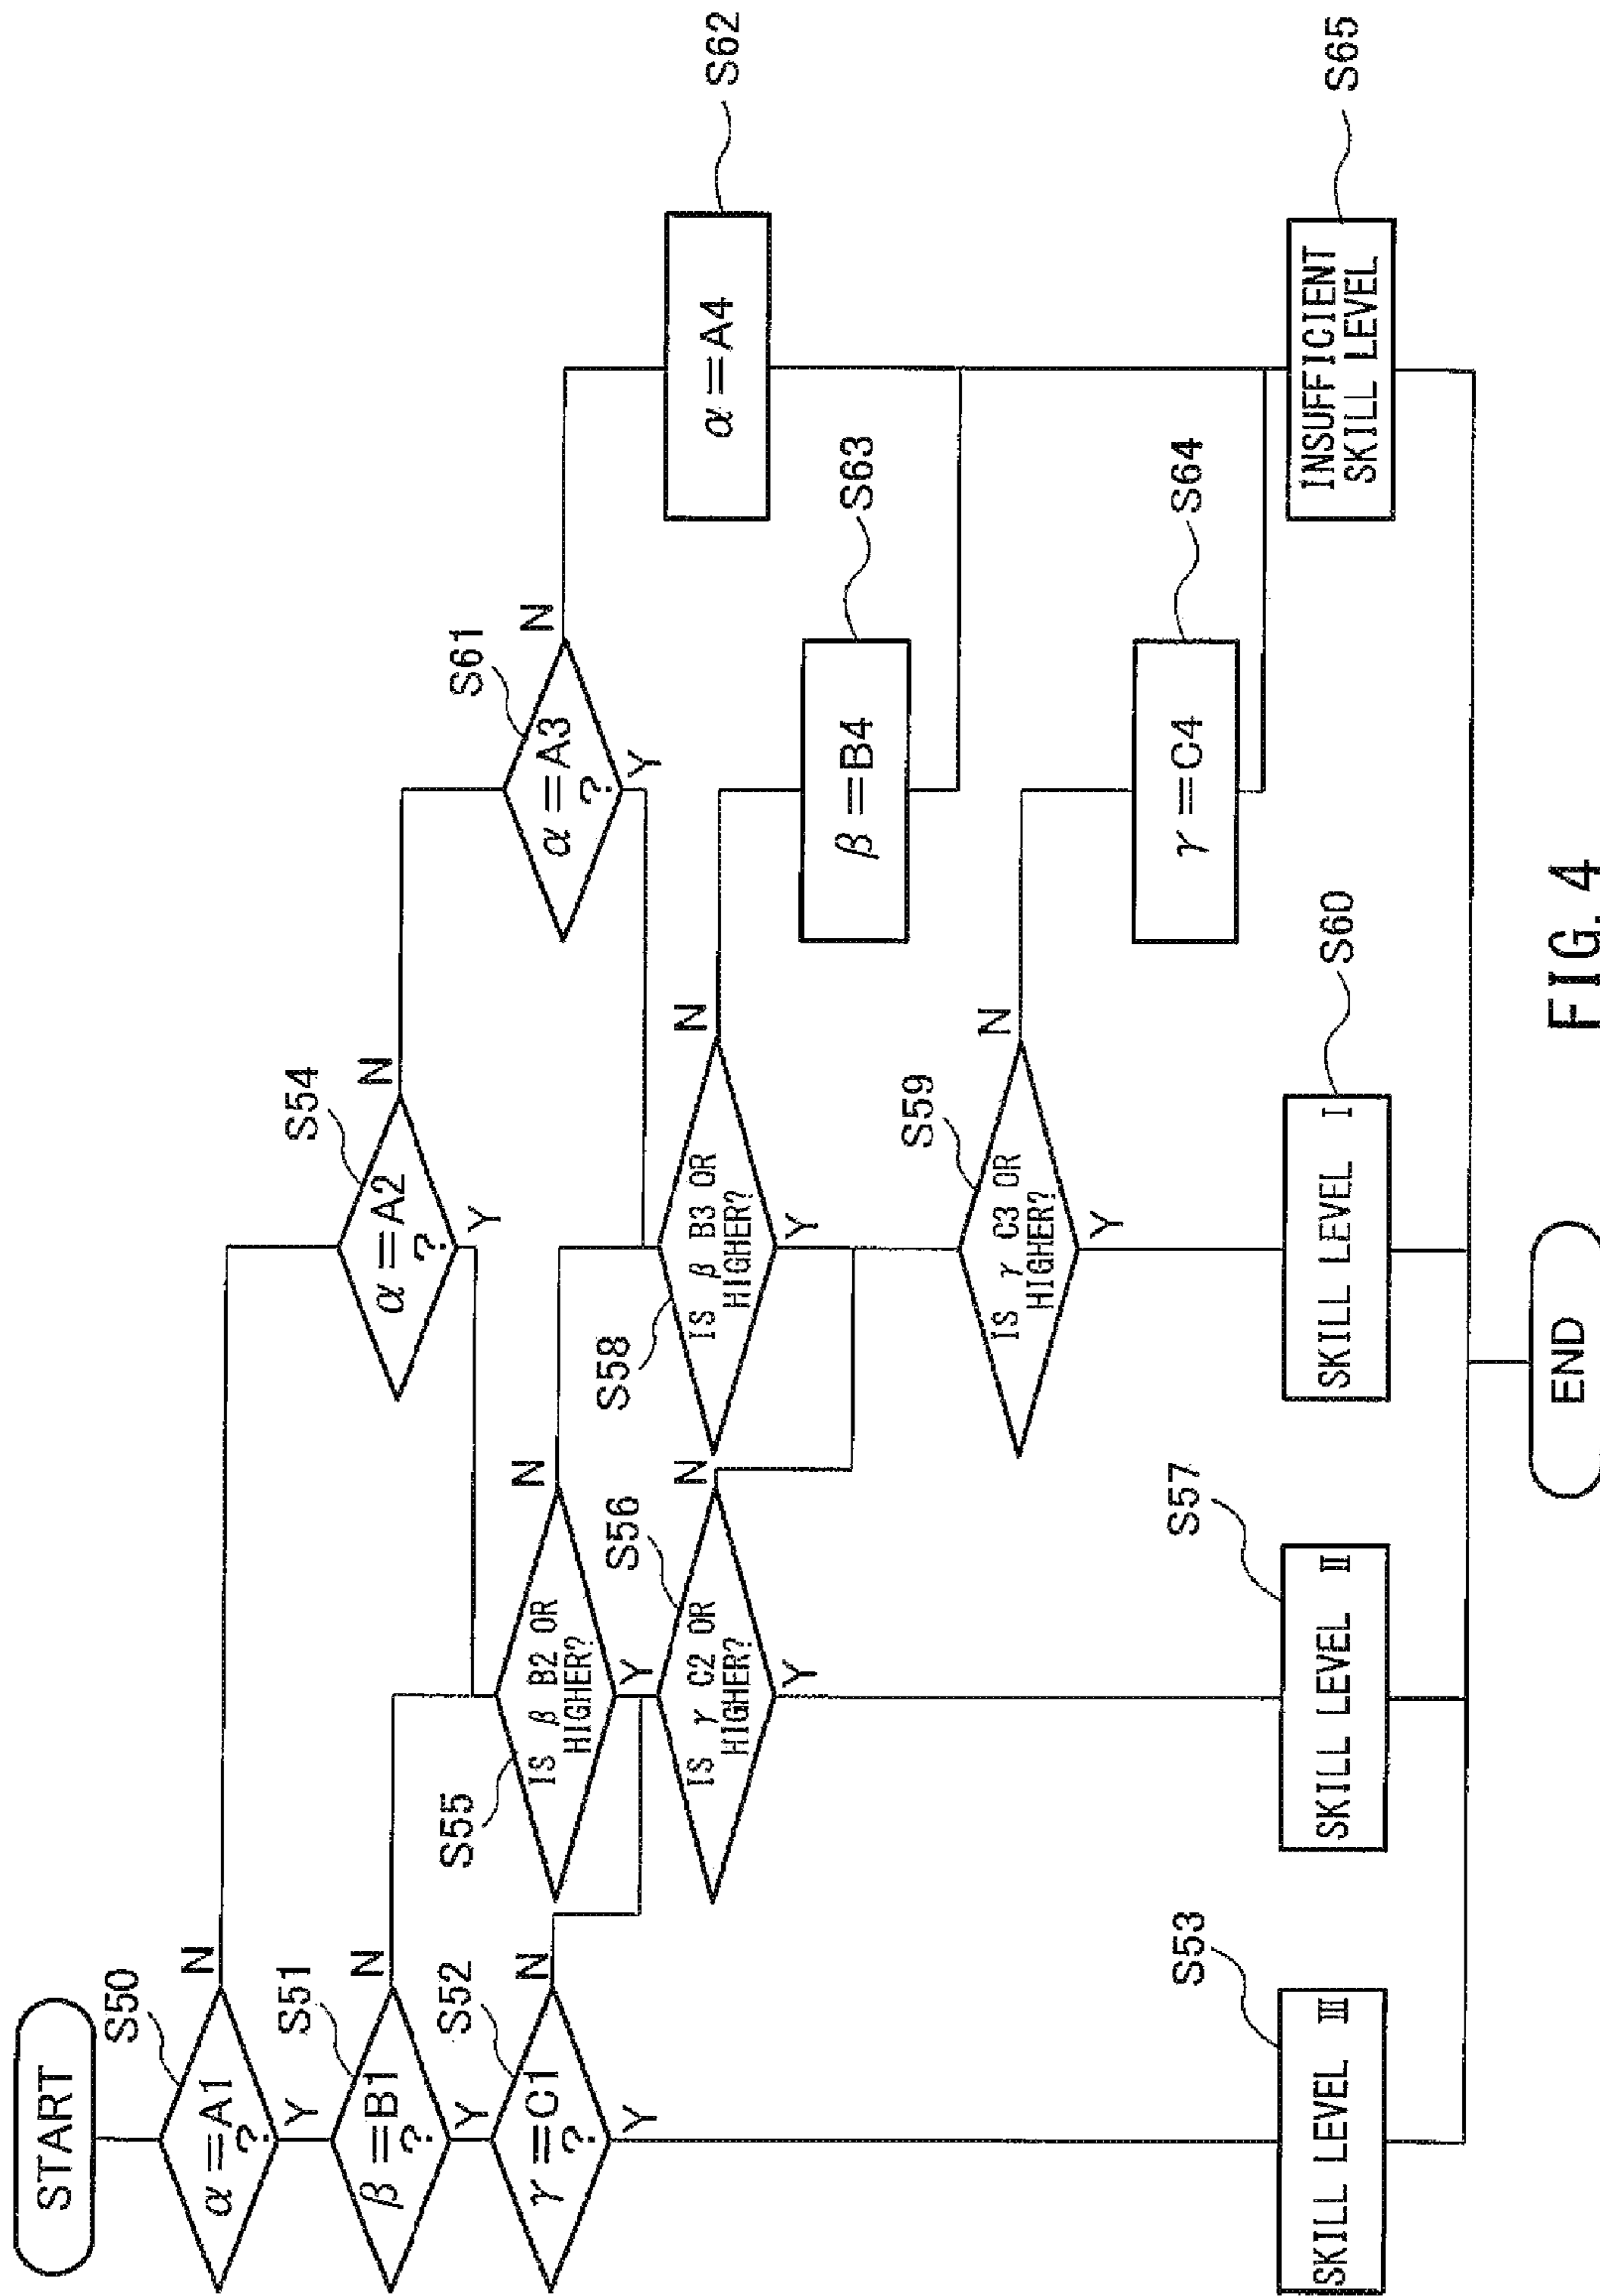 START
S50
α=A1
?
N
Y
S51
β=B1
?
N
Y
S52
γ=C1
?
N
Y
S53
SKILL LEVEL Ⅲ
S54
α=A2
?
N
Y
S55
IS β B2 OR
HIGHER?
N
Y
S56
IS γ C2 OR
HIGHER?
N
Y
S57
SKILL LEVEL Ⅱ
S58
IS β B3 OR
HIGHER?
N
Y
S59
IS γ C3 OR
HIGHER?
N
Y
S60
SKILL LEVEL Ⅰ
S61
α=A3
?
N
Y
S62
α=A4
S63
β=B4
S64
γ=C4
S65
INSUFFICIENT
SKILL LEVEL
END
FIG. 4